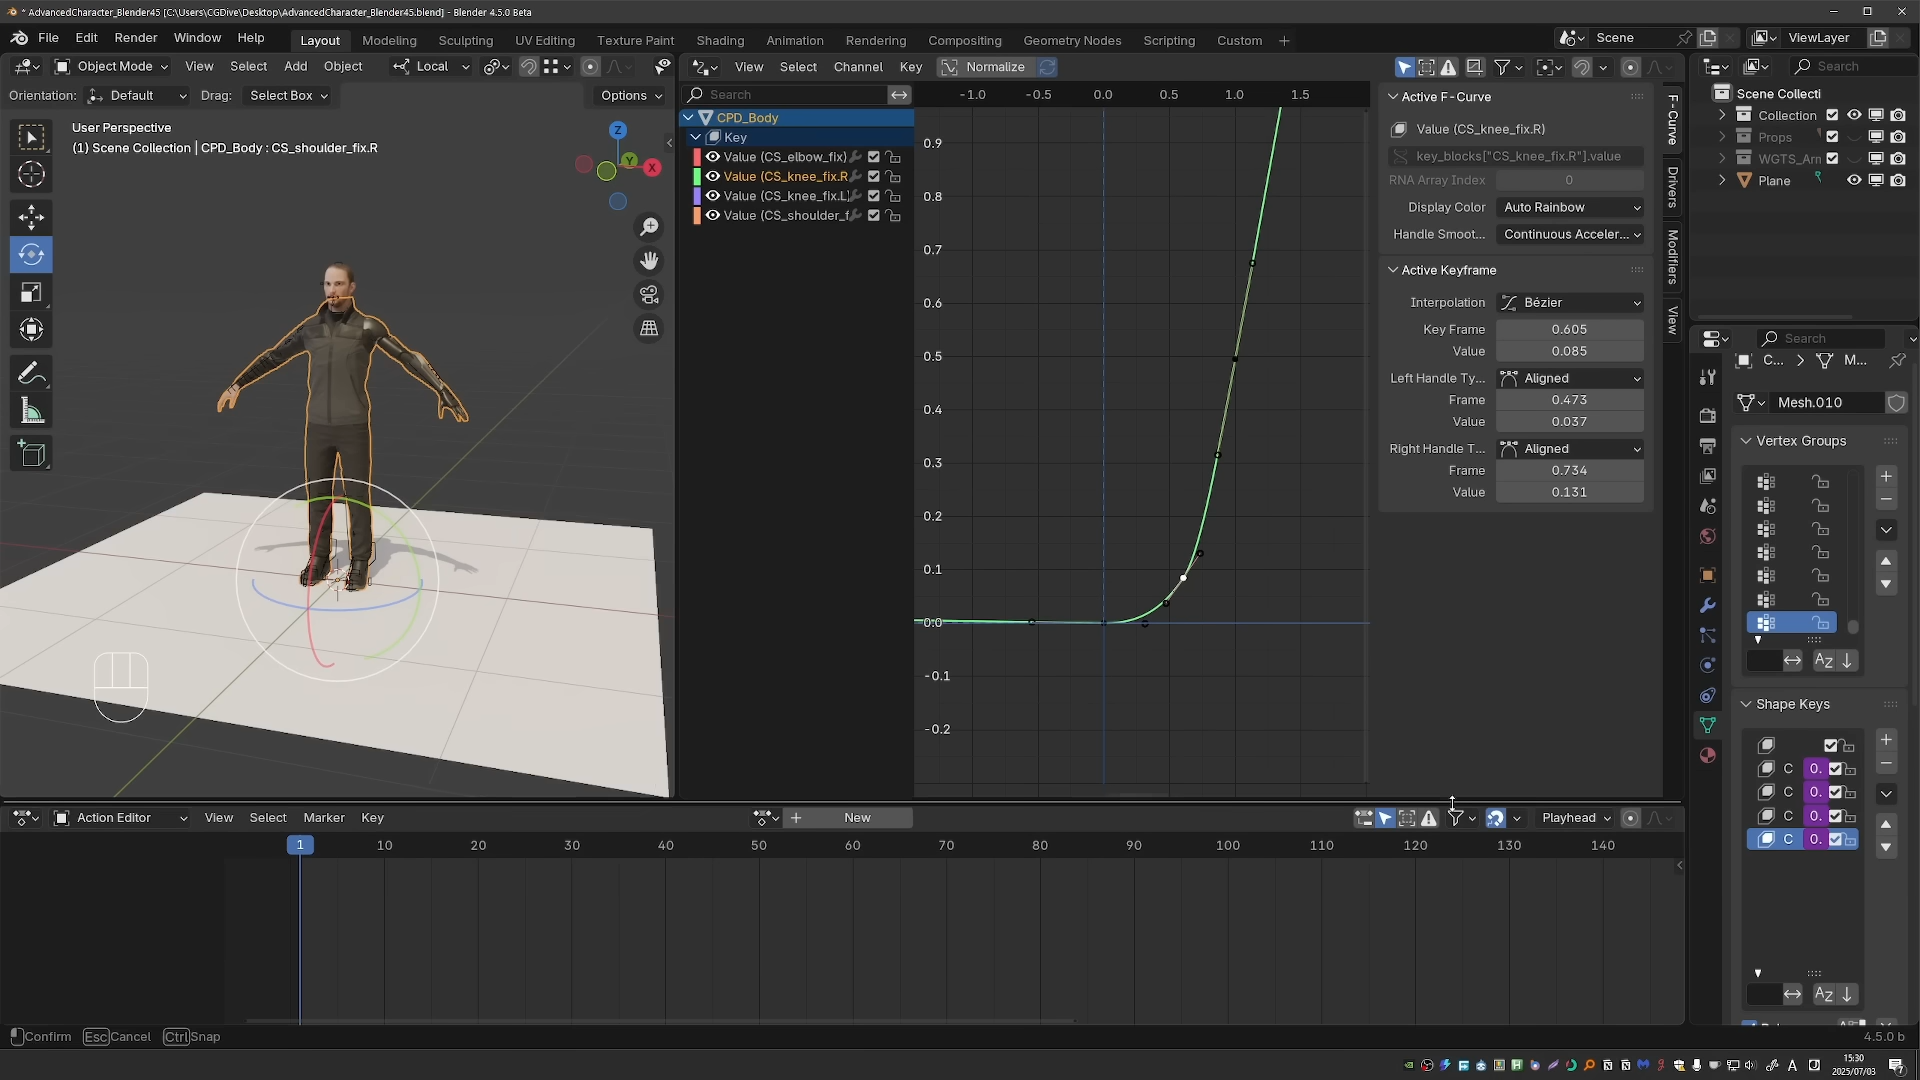 * AdvancedCharacter_Blender45 [C:\Users\CGDive\Desktop\AdvancedCharacter_Blender45.blend] - Blender 4.5.0 Beta
File Edit Render Window Help Layout Modeling Sculpting UV Editing Texture Paint Shading Animation Rendering Compositing Geometry Nodes Scripting Custom + Scene ViewLayer
Object Mode View Select Add Object Local
Orientation: Default Drag: Select Box Options
User Perspective
(1) Scene Collection | CPD_Body : CS_shoulder_fix.R
Z
Y
X
View Select Channel Key Normalize
Search
CPD_Body
Key
Value (CS_elbow_fix)
Value (CS_knee_fix.R
Value (CS_knee_fix.L)
Value (CS_shoulder_f
-1.0 -0.5 0.0 0.5 1.0 1.5
0.9
0.8
0.7
0.6
0.5
0.4
0.3
0.2
0.1
0.0
-0.1
-0.2
Active F-Curve
Value (CS_knee_fix.R)
key_blocks["CS_knee_fix.R"].value
RNA Array Index 0
Display Color Auto Rainbow
Handle Smoot... Continuous Acceler...
Active Keyframe
Interpolation Bézier
Key Frame 0.605
Value 0.085
Left Handle Ty... Aligned
Frame 0.473
Value 0.037
Right Handle T... Aligned
Frame 0.734
Value 0.131
F-Curve
Drivers
Modifiers
View
Search
Scene Collecti
Collection
Props
WGTS_Arm
Plane
Search
C... M...
Mesh.010
Vertex Groups
Shape Keys
C 0.
C 0.
C 0.
C 0.
Action Editor View Select Marker Key + New Playhead
1 10 20 30 40 50 60 70 80 90 100 110 120 130 140
Confirm Esc Cancel Ctrl Snap
4.5.0 b
15:30
2025/07/03